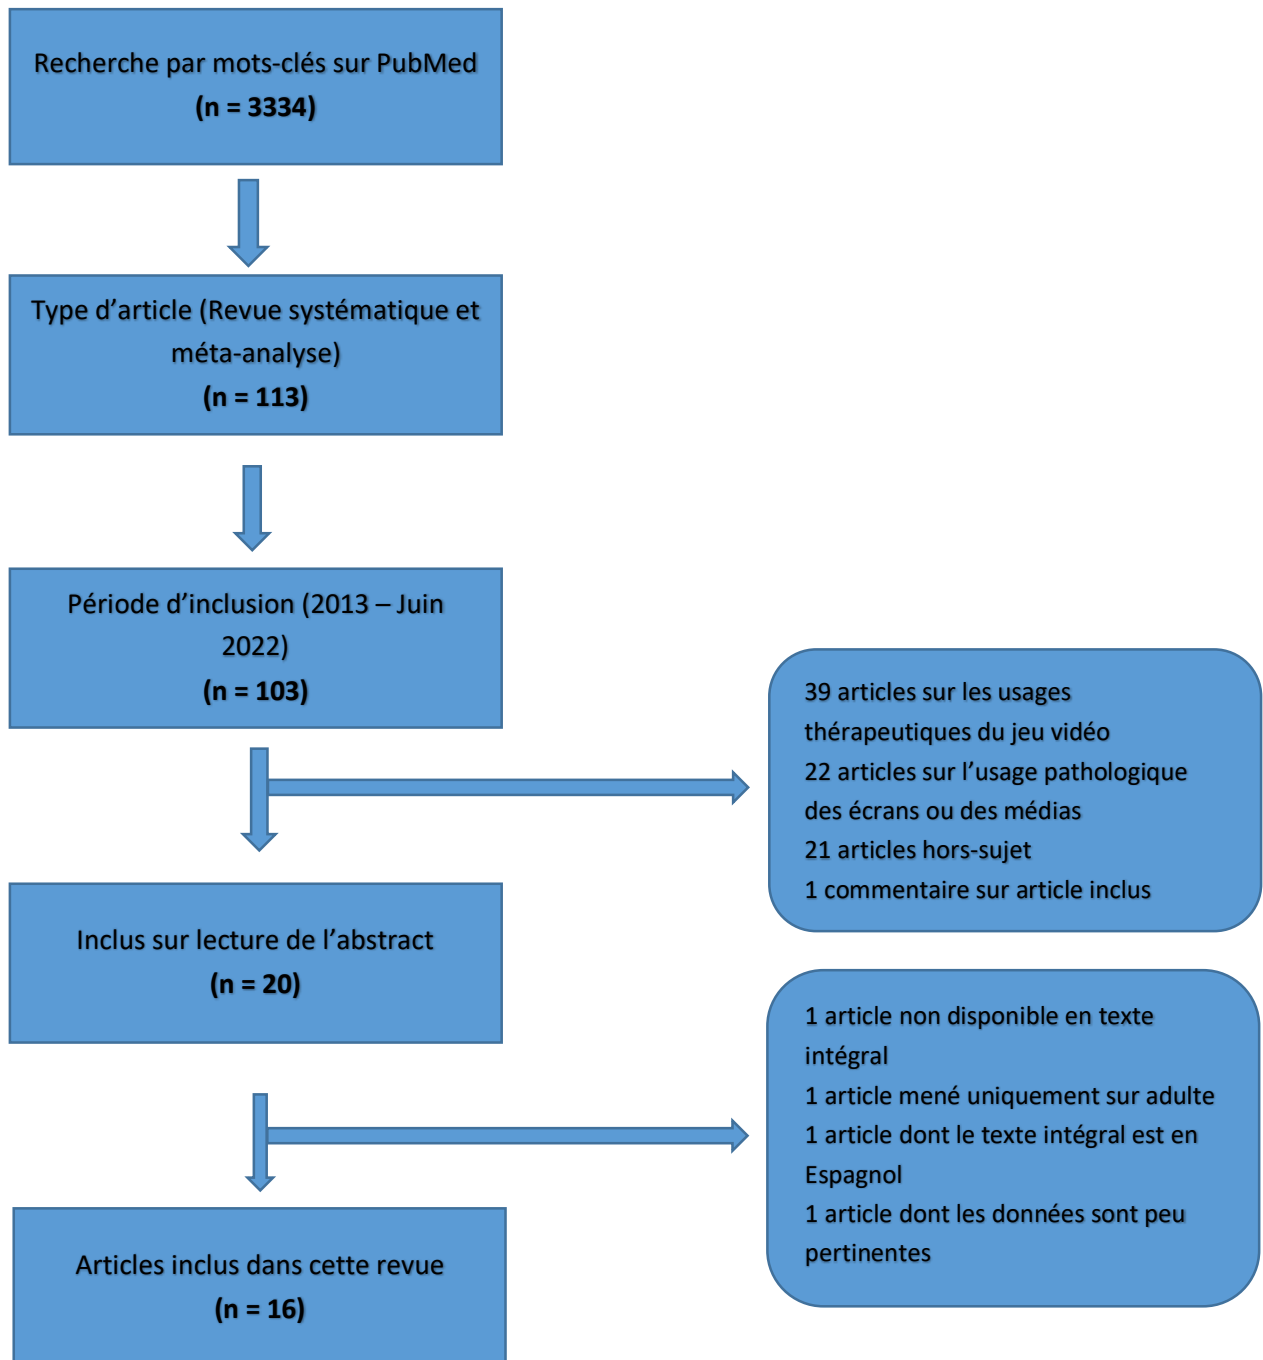 Recherche par mots-clés sur PubMed
(n = 3334)
Type d’article (Revue systématique et
méta-analyse)
(n = 113)
Période d’inclusion (2013 – Juin
2022)
(n = 103)
39 articles sur les usages
thérapeutiques du jeu vidéo
22 articles sur l’usage pathologique
des écrans ou des médias
21 articles hors-sujet
1 commentaire sur article inclus
Inclus sur lecture de l’abstract
(n = 20)
1 article non disponible en texte
intégral
1 article mené uniquement sur adulte
1 article dont le texte intégral est en
Espagnol
1 article dont les données sont peu
pertinentes
Articles inclus dans cette revue
(n = 16)